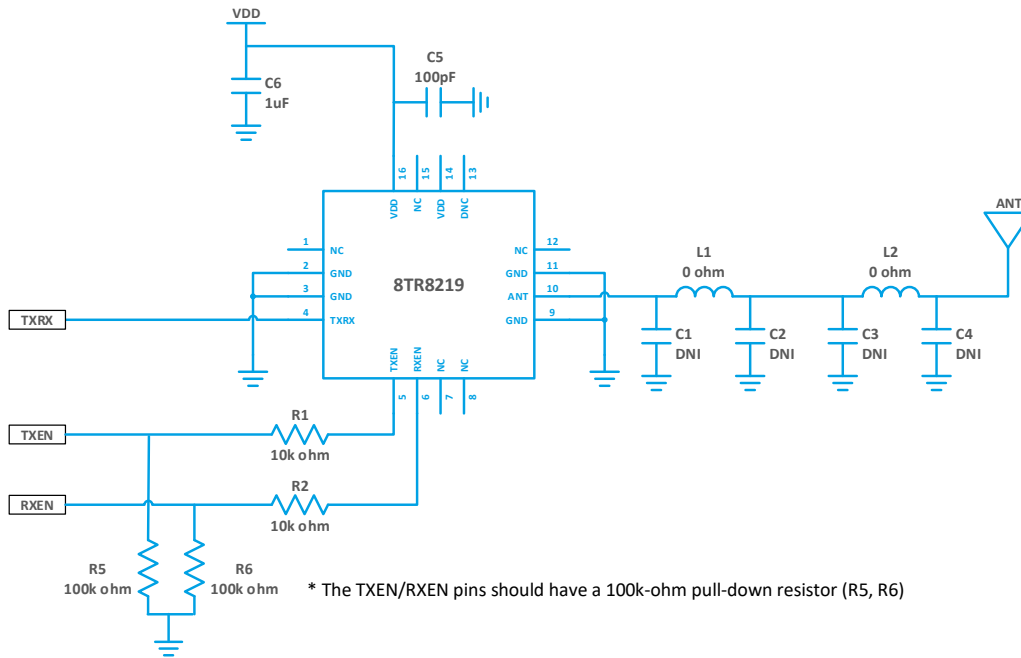 VDD
C5
100pF
C6
1uF
16
15
14
13
VDD
NC
VDD
DNC
1
NC
2
GND
3
GND
4
TXRX
8TR8219
NC
12
GND
11
ANT
10
GND
9
TXEN
RXEN
NC
NC
5
6
7
8
TXRX
TXEN
RXEN
R1
10k ohm
R2
10k ohm
R5
100k ohm
R6
100k ohm
L1
0 ohm
L2
0 ohm
ANT
C1
DNI
C2
DNI
C3
DNI
C4
DNI
* The TXEN/RXEN pins should have a 100k-ohm pull-down resistor (R5, R6)